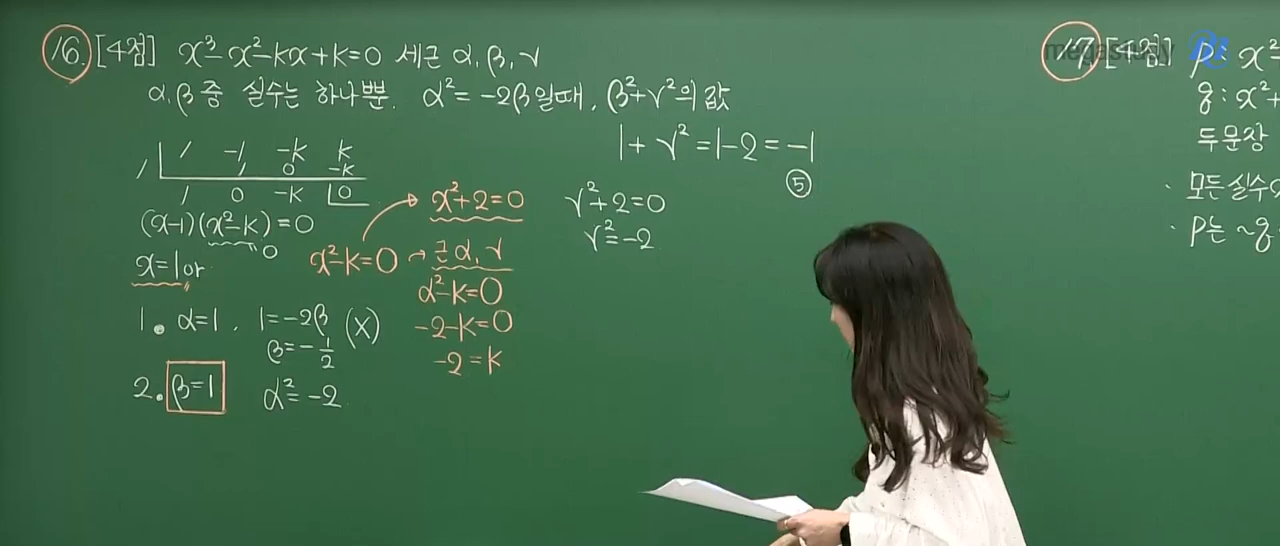 16. [4점] x³-x²-kx+k=0 세근 α, β, γ
α, β 중 실수는 하나뿐. α²=-2β일때, β²+γ²의 값
1+γ²=1-2=-1
⑤
1 | 1 -1 -k k
1 0 -k
1 0 -k 0
(x-1)(x²-k)=0
0
x=1 or
1. α=1, 1=-2β (X)
β=-1/2
2. β=1 α²=-2
x²+2=0
x²-k=0 → 근 α, γ
α²-k=0
-2-k=0
-2=k
γ²+2=0
γ²=-2
17. [4점] p: x²
megastudy
q: x²+
두문장
· 모든실수x
· p는 ~q